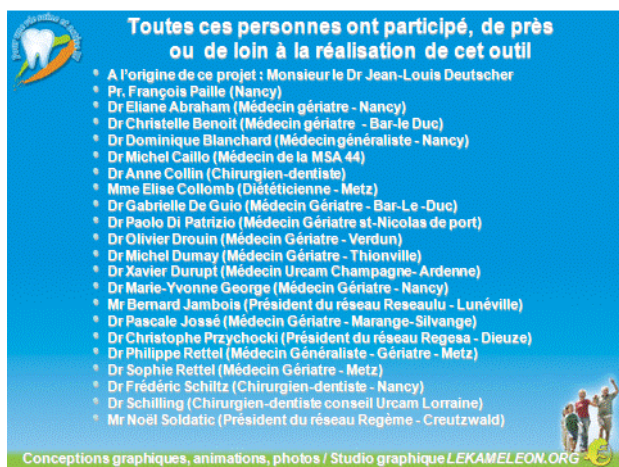 Toutes ces personnes ont participé, de près
ou de loin à la réalisation de cet outil
A l'origine de ce projet : Monsieur le Dr Jean-Louis Deutscher
Pr. François Paille (Nancy)
Dr Eliane Abraham (Médecin gériatre - Nancy)
Dr Christelle Benoit (Médecin gériatre - Bar-le Duc)
Dr Dominique Blanchard (Médecin généraliste - Nancy)
Dr Michel Caillo (Médecin de la MSA 44)
Dr Anne Collin (Chirurgien-dentiste)
Mme Elise Collomb (Diététicienne - Metz)
Dr Gabrielle De Guio (Médecin Gériatre - Bar-Le -Duc)
Dr Paolo Di Patrizio (Médecin Gériatre st-Nicolas de port)
Dr Olivier Drouin (Médecin Gériatre - Verdun)
Dr Michel Dumay (Médecin Gériatre - Thionville)
Dr Xavier Durupt (Médecin Urcam Champagne- Ardenne)
Dr Marie-Yvonne George (Médecin Gériatre - Nancy)
Mr Bernard Jambois (Président du réseau Reseaulu - Lunéville)
Dr Pascale Jossé (Médecin Gériatre - Marange-Silvange)
Dr Christophe Przychocki (Président du réseau Regesa - Dieuze)
Dr Philippe Rettel (Médecin Généraliste - Gériatre - Metz)
Dr Sophie Rettel (Médecin Gériatre - Metz)
Dr Frédéric Schiltz (Chirurgien-dentiste - Nancy)
Dr Schilling (Chirurgien-dentiste conseil Urcam Lorraine)
Mr Noël Soldatic (Président du réseau Regème - Creutzwald)
Conceptions graphiques, animations, photos / Studio graphique LEKAMELEON.ORG